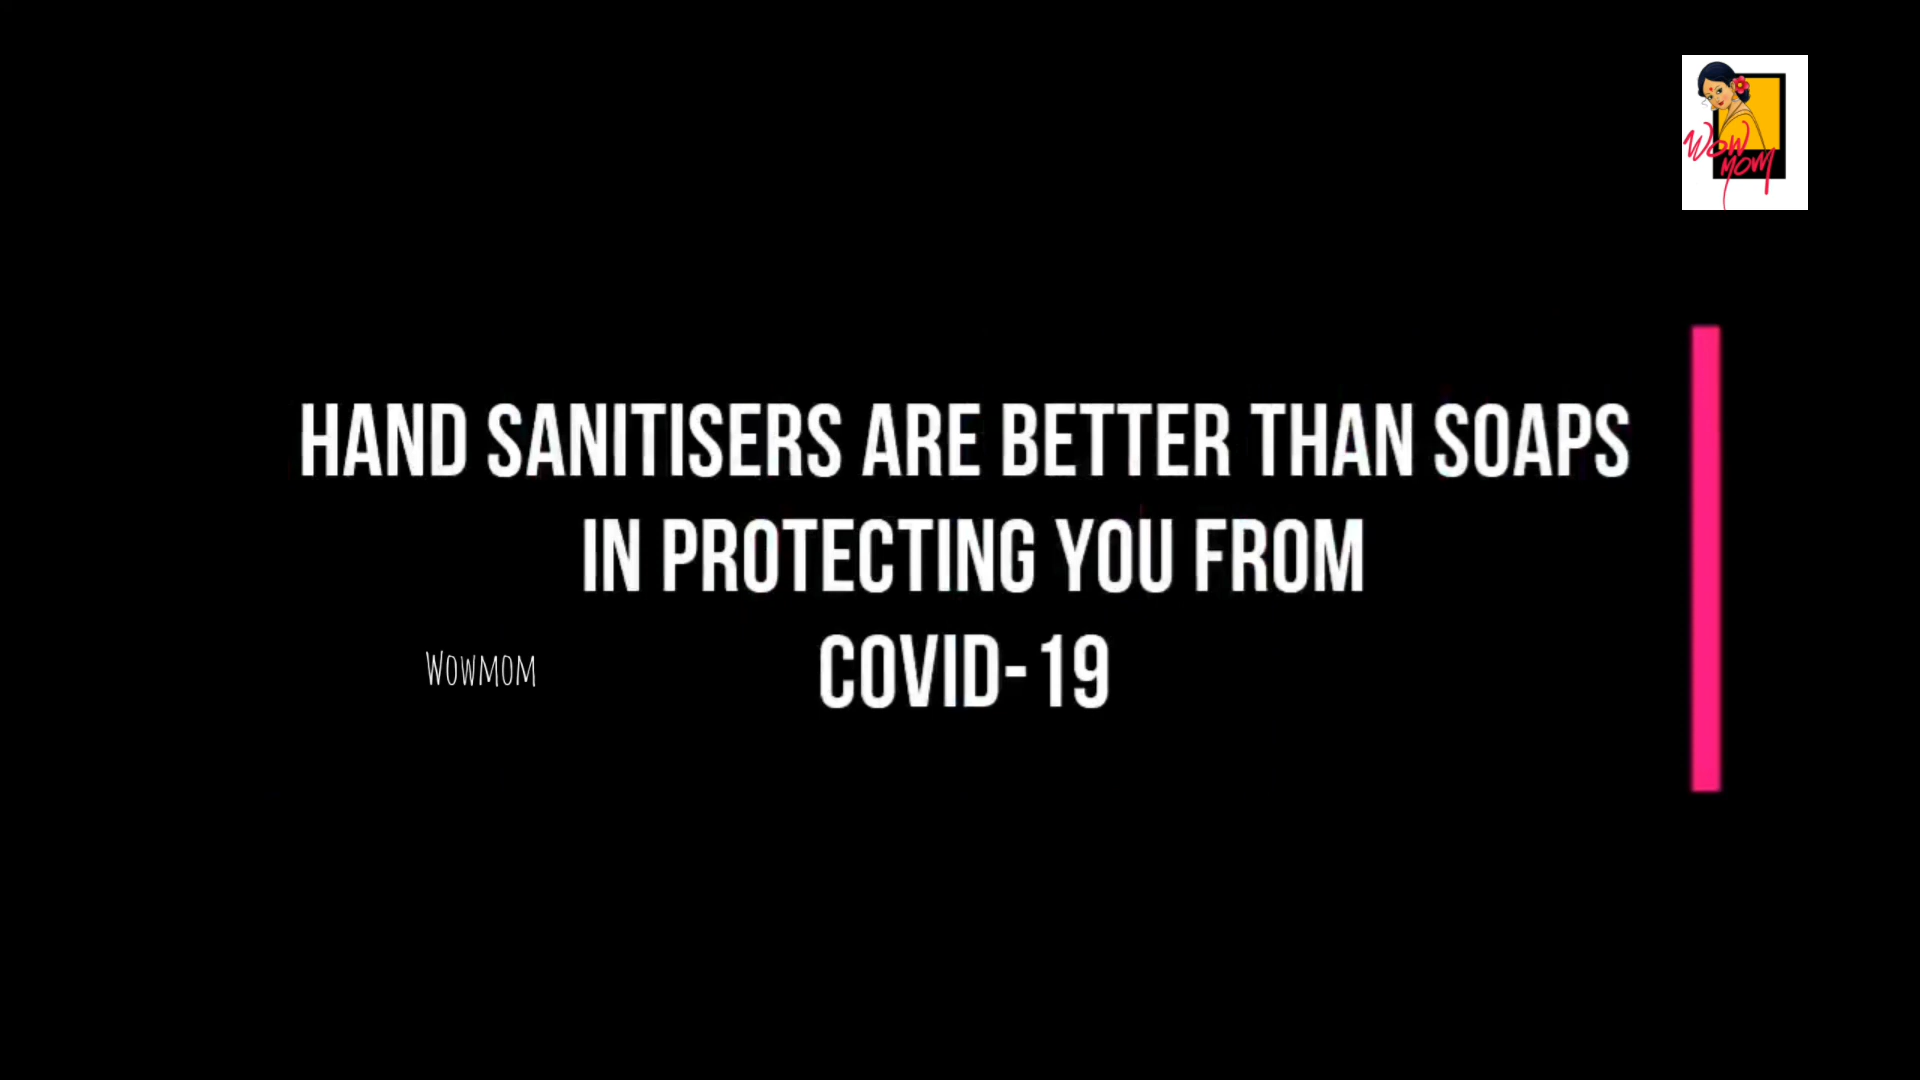 Wow
Mom
HAND SANITISERS ARE BETTER THAN SOAPS
IN PROTECTING YOU FROM
COVID-19
Wowmom